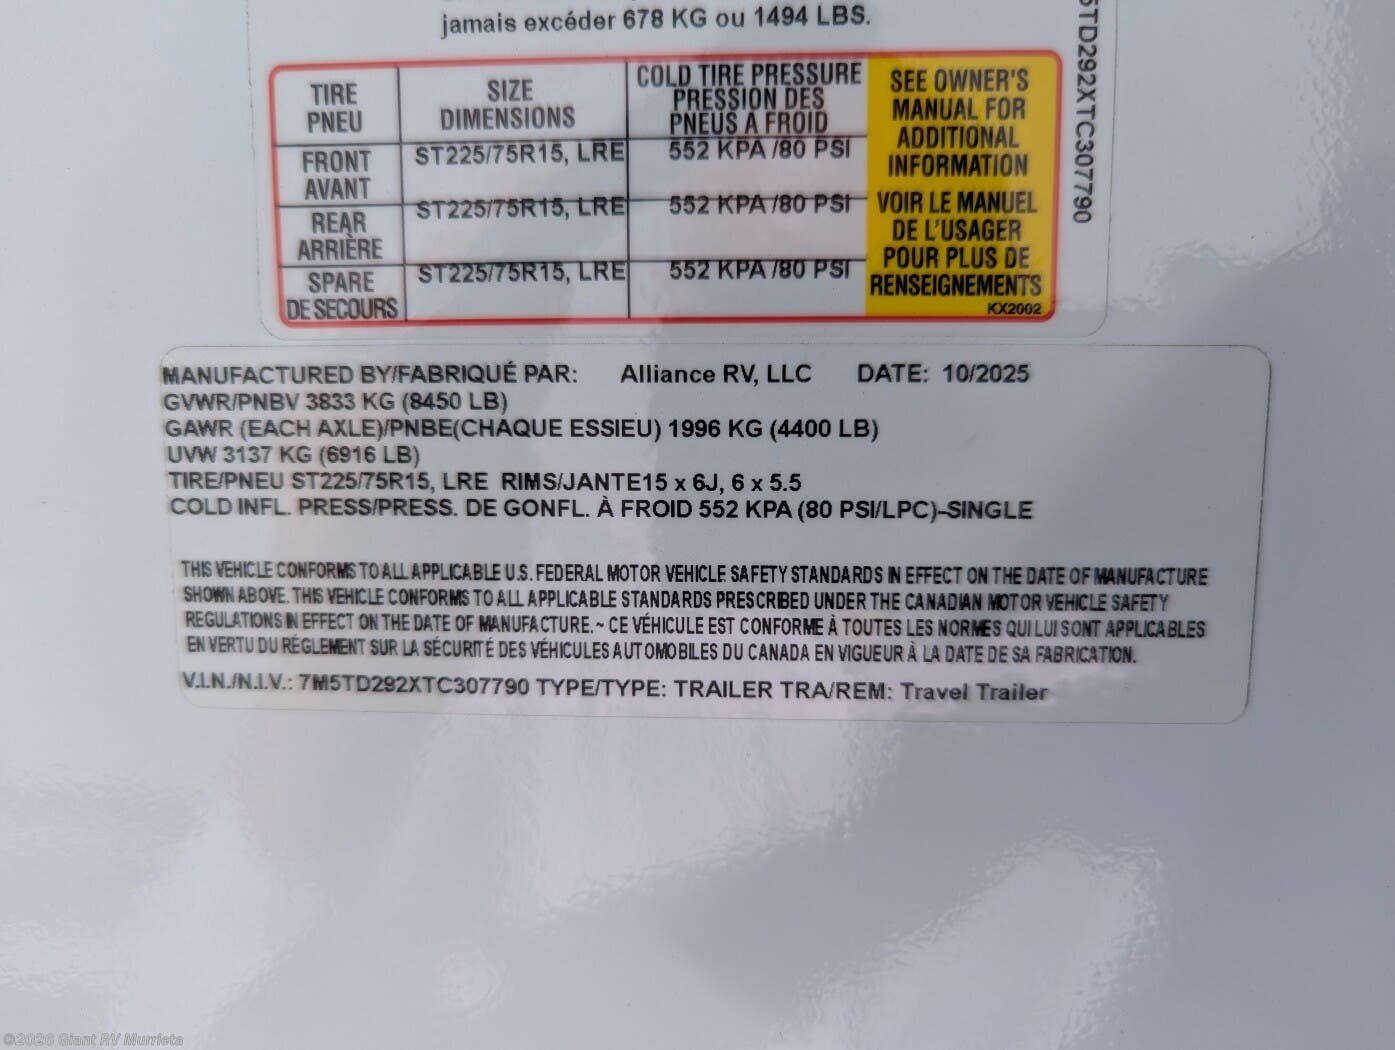 jamais excéder 678 KG ou 1494 LBS.
TIRE
PNEU
SIZE
DIMENSIONS
COLD TIRE PRESSURE
PRESSION DES
PNEUS A FROID
SEE OWNER'S
MANUAL FOR
ADDITIONAL
INFORMATION
VOIR LE MANUEL
DE L'USAGER
POUR PLUS DE
RENSEIGNEMENTS
KX2002
FRONT
AVANT
ST225/75R15, LRE
552 KPA /80 PSI
REAR
ARRIÈRE
ST225/75R15, LRE
552 KPA /80 PSI
SPARE
DE SECOURS
ST225/75R15, LRE
552 KPA /80 PSI
5TD292XTC307790
MANUFACTURED BY/FABRIQUÉ PAR: Alliance RV, LLC DATE: 10/2025
GVWR/PNBV 3833 KG (8450 LB)
GAWR (EACH AXLE)/PNBE(CHAQUE ESSIEU) 1996 KG (4400 LB)
UVW 3137 KG (6916 LB)
TIRE/PNEU ST225/75R15, LRE RIMS/JANTE15 x 6J, 6 x 5.5
COLD INFL. PRESS/PRESS. DE GONFL. À FROID 552 KPA (80 PSI/LPC)-SINGLE
THIS VEHICLE CONFORMS TO ALL APPLICABLE U.S. FEDERAL MOTOR VEHICLE SAFETY STANDARDS IN EFFECT ON THE DATE OF MANUFACTURE
SHOWN ABOVE. THIS VEHICLE CONFORMS TO ALL APPLICABLE STANDARDS PRESCRIBED UNDER THE CANADIAN MOTOR VEHICLE SAFETY
REGULATIONS IN EFFECT ON THE DATE OF MANUFACTURE. ~ CE VÉHICULE EST CONFORME À TOUTES LES NORMES QUI LUI SONT APPLICABLES
EN VERTU DU RÉGLEMENT SUR LA SÉCURITÉ DES VÉHICULES AUTOMOBILES DU CANADA EN VIGUEUR À LA DATE DE SA FABRICATION.
V.I.N./N.I.V.: 7M5TD292XTC307790 TYPE/TYPE: TRAILER TRA/REM: Travel Trailer
©2026 Giant RV Murrieta